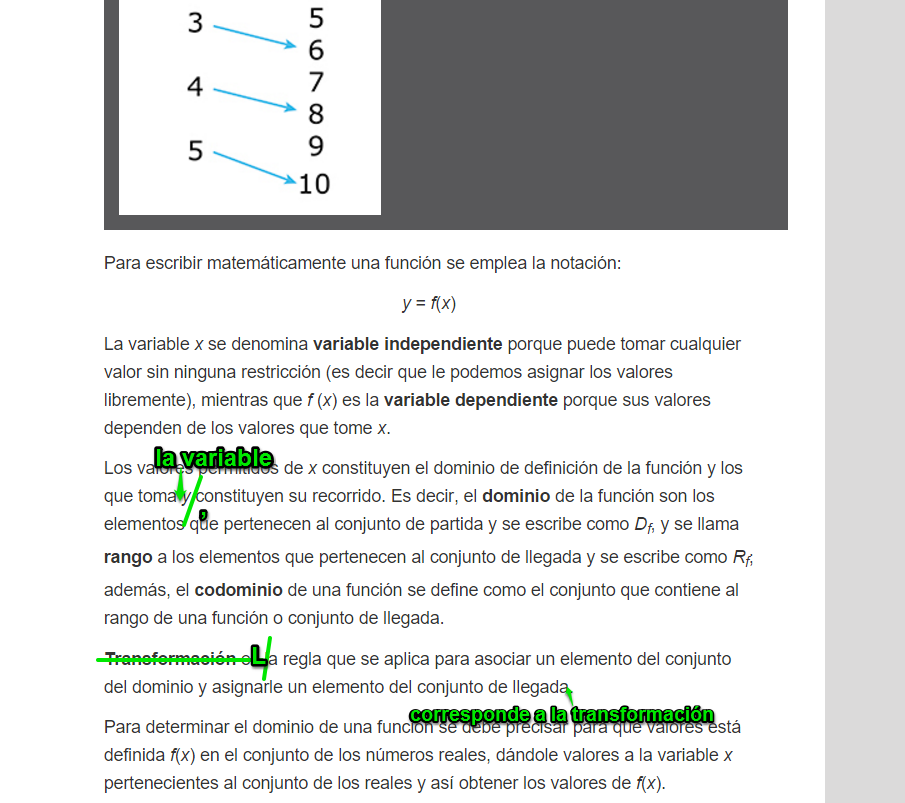 3 5
6
4 7
8
5 9
10
Para escribir matemáticamente una función se emplea la notación:
y = f(x)
La variable x se denomina variable independiente porque puede tomar cualquier
valor sin ninguna restricción (es decir que le podemos asignar los valores
libremente), mientras que f (x) es la variable dependiente porque sus valores
dependen de los valores que tome x.
la variable
Los valores permitidos de x constituyen el dominio de definición de la función y los
que toma y constituyen su recorrido. Es decir, el dominio de la función son los
,
elementos que pertenecen al conjunto de partida y se escribe como Df, y se llama
rango a los elementos que pertenecen al conjunto de llegada y se escribe como Rf;
además, el codominio de una función se define como el conjunto que contiene al
rango de una función o conjunto de llegada.
Transformación L a regla que se aplica para asociar un elemento del conjunto
del dominio y asignarle un elemento del conjunto de llegada.
corresponde a la transformación
Para determinar el dominio de una función se debe precisar para qué valores está
definida f(x) en el conjunto de los números reales, dándole valores a la variable x
pertenecientes al conjunto de los reales y así obtener los valores de f(x).